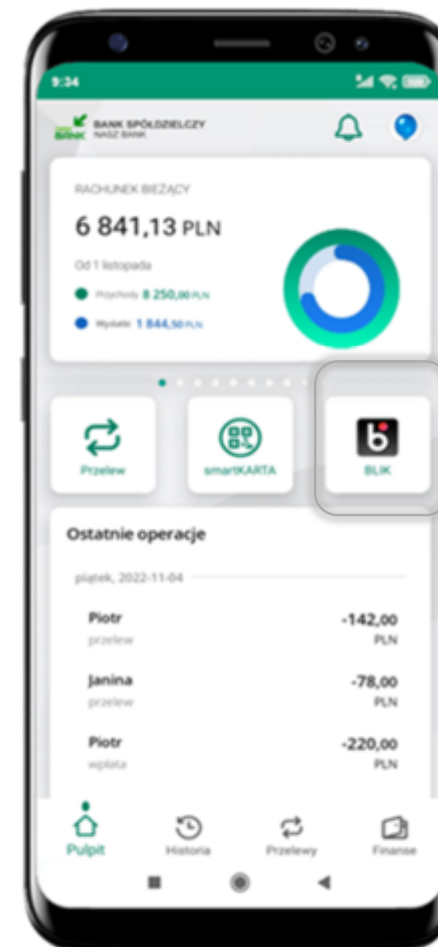 9:34
BANK SPÓŁDZIELCZY
NASZ BANK
RACHUNEK BIEŻĄCY
6 841,13 PLN
Od 1 listopada
Przychody 8 250,00 PLN
Wydatki 1 844,50 PLN
Przelew
smartKARTA
BLIK
Ostatnie operacje
piątek, 2022-11-04
Piotr -142,00
przelew PLN
Janina -78,00
przelew PLN
Piotr -220,00
wpłata PLN
Pulpit
Historia
Przelewy
Finanse